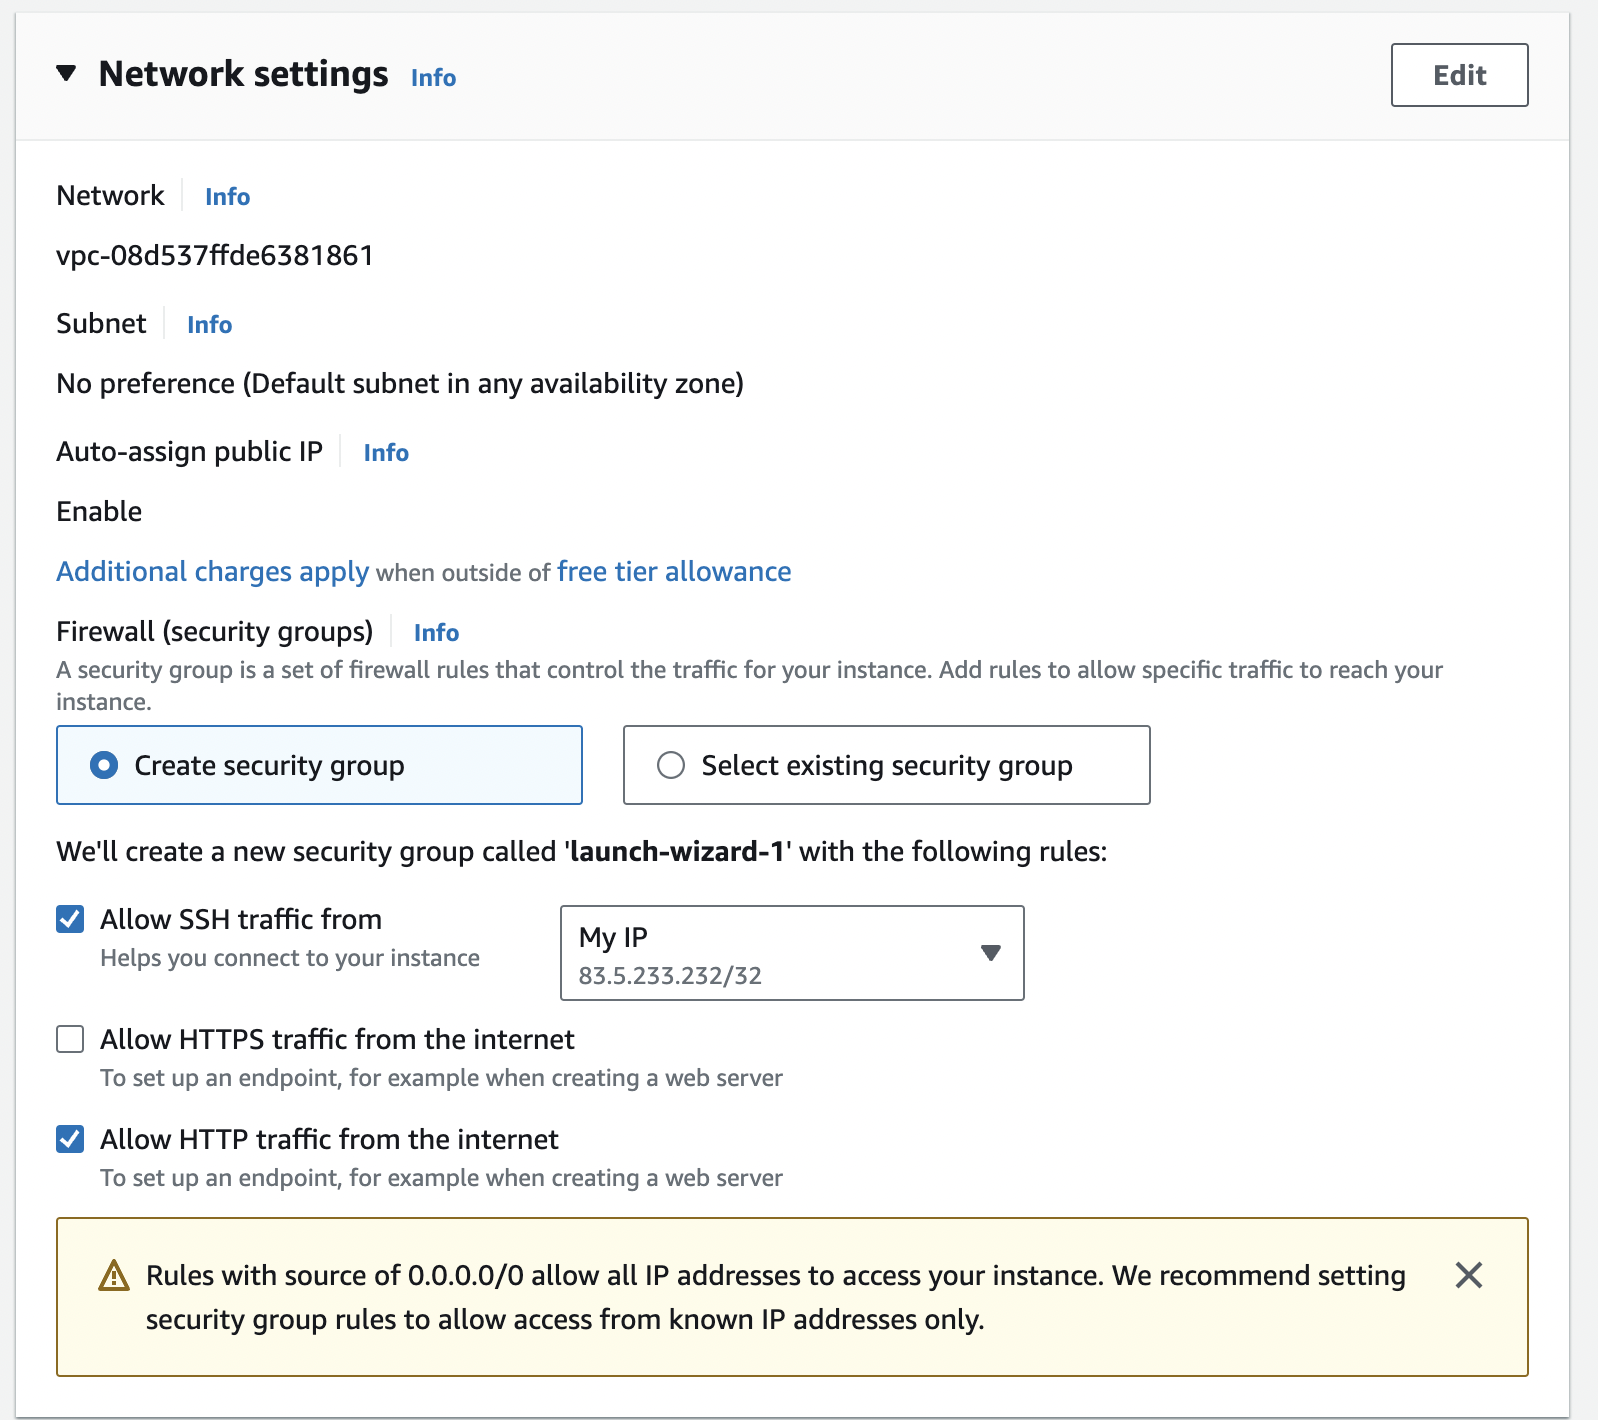 Network settings Info
Edit
Network Info
vpc-08d537ffde6381861
Subnet Info
No preference (Default subnet in any availability zone)
Auto-assign public IP Info
Enable
Additional charges apply when outside of free tier allowance
Firewall (security groups) Info
A security group is a set of firewall rules that control the traffic for your instance. Add rules to allow specific traffic to reach your
instance.
Create security group
Select existing security group
We'll create a new security group called 'launch-wizard-1' with the following rules:
Allow SSH traffic from
Helps you connect to your instance
My IP
83.5.233.232/32
Allow HTTPS traffic from the internet
To set up an endpoint, for example when creating a web server
Allow HTTP traffic from the internet
To set up an endpoint, for example when creating a web server
Rules with source of 0.0.0.0/0 allow all IP addresses to access your instance. We recommend setting
security group rules to allow access from known IP addresses only.